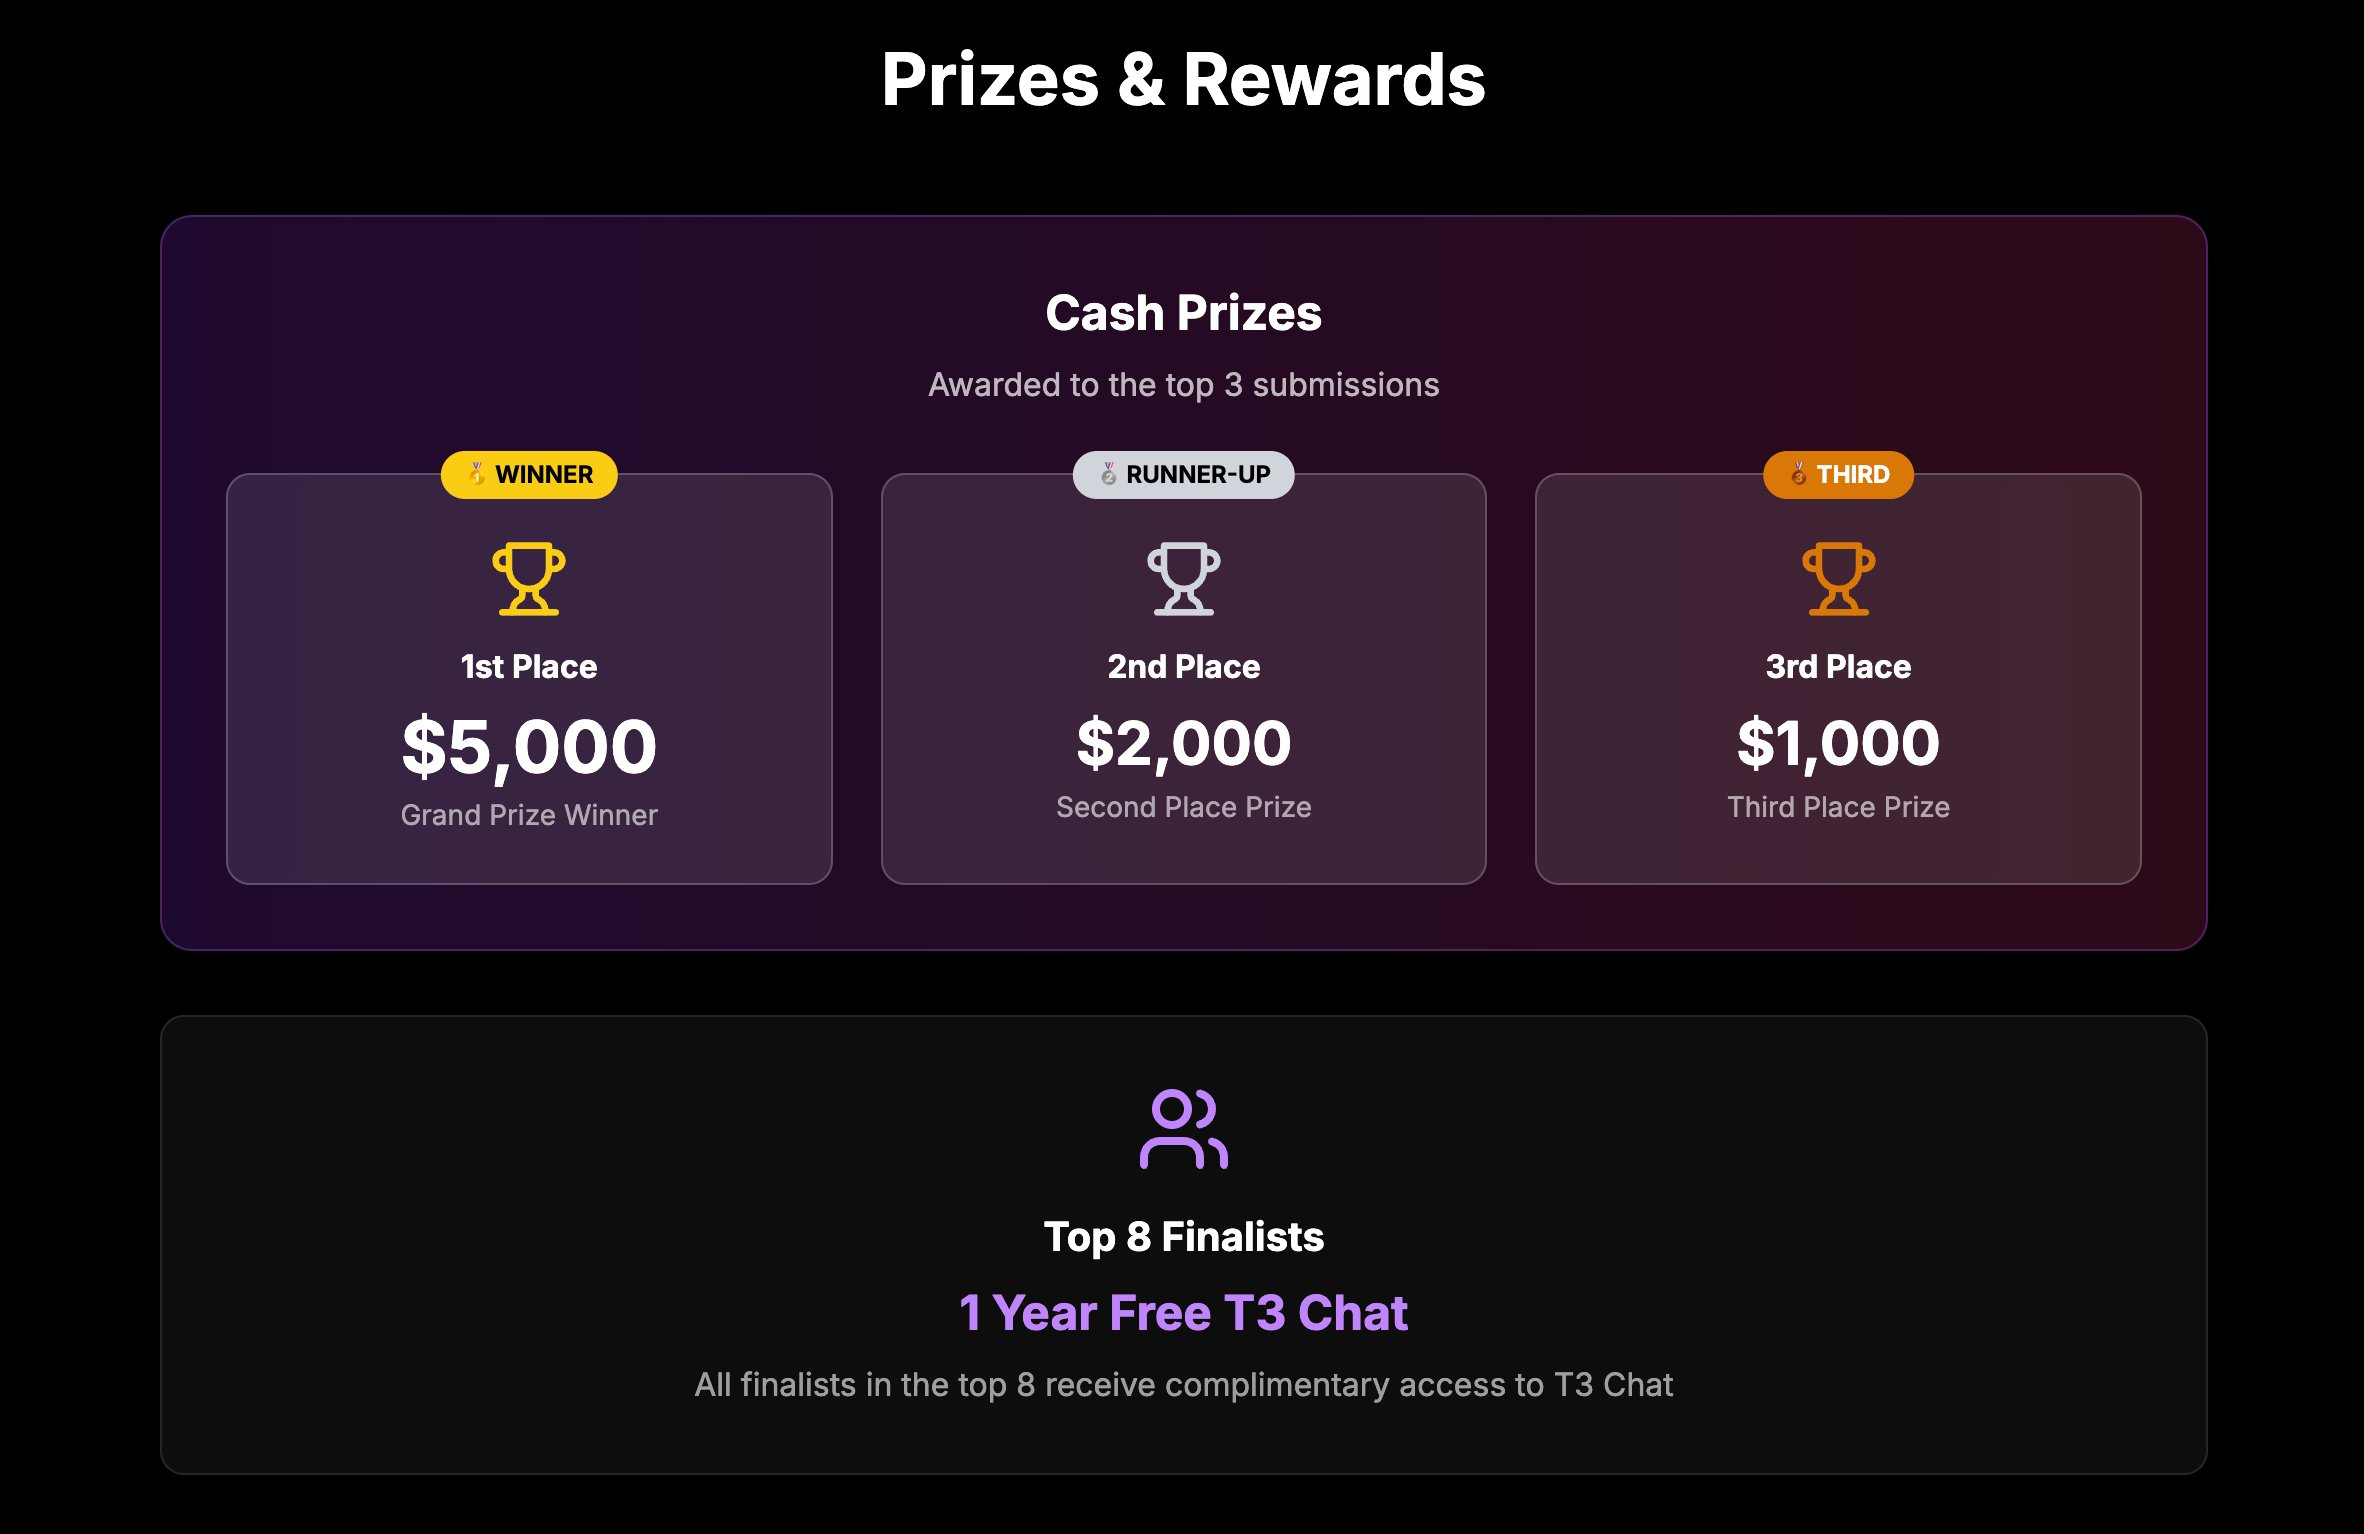 Prizes & Rewards
Cash Prizes
Awarded to the top 3 submissions
🥇 WINNER
1st Place
$5,000
Grand Prize Winner
🥈 RUNNER-UP
2nd Place
$2,000
Second Place Prize
🥉 THIRD
3rd Place
$1,000
Third Place Prize
Top 8 Finalists
1 Year Free T3 Chat
All finalists in the top 8 receive complimentary access to T3 Chat